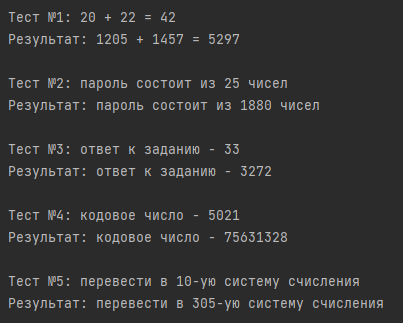 Тест №1: 20 + 22 = 42
Результат: 1205 + 1457 = 5297
Тест №2: пароль состоит из 25 чисел
Результат: пароль состоит из 1880 чисел
Тест №3: ответ к заданию - 33
Результат: ответ к заданию - 3272
Тест №4: кодовое число - 5021
Результат: кодовое число - 75631328
Тест №5: перевести в 10-ую систему счисления
Результат: перевести в 305-ую систему счисления